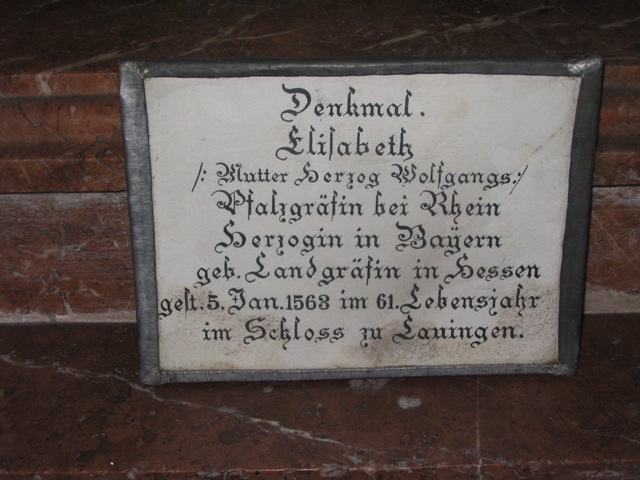 Denkmal.
Elisabeth
/: Mutter Herzog Wolfgangs :/
Pfalzgräfin bei Rhein
Herzogin in Bayern
geb. Landgräfin in Hessen
gest. 5. Jan. 1563 im 61. Lebensjahr
im Schloss zu Lauingen.